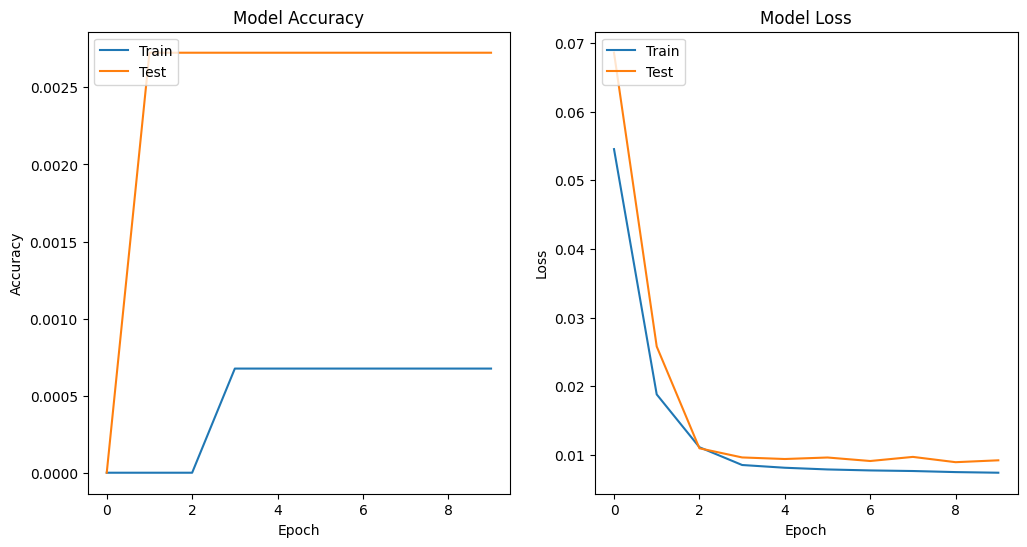 Model Accuracy
Train
Test
0.0025
0.0020
0.0015
0.0010
0.0005
0.0000
Accuracy
0 2 4 6 8
Epoch
Model Loss
Train
Test
0.07
0.06
0.05
0.04
0.03
0.02
0.01
Loss
0 2 4 6 8
Epoch